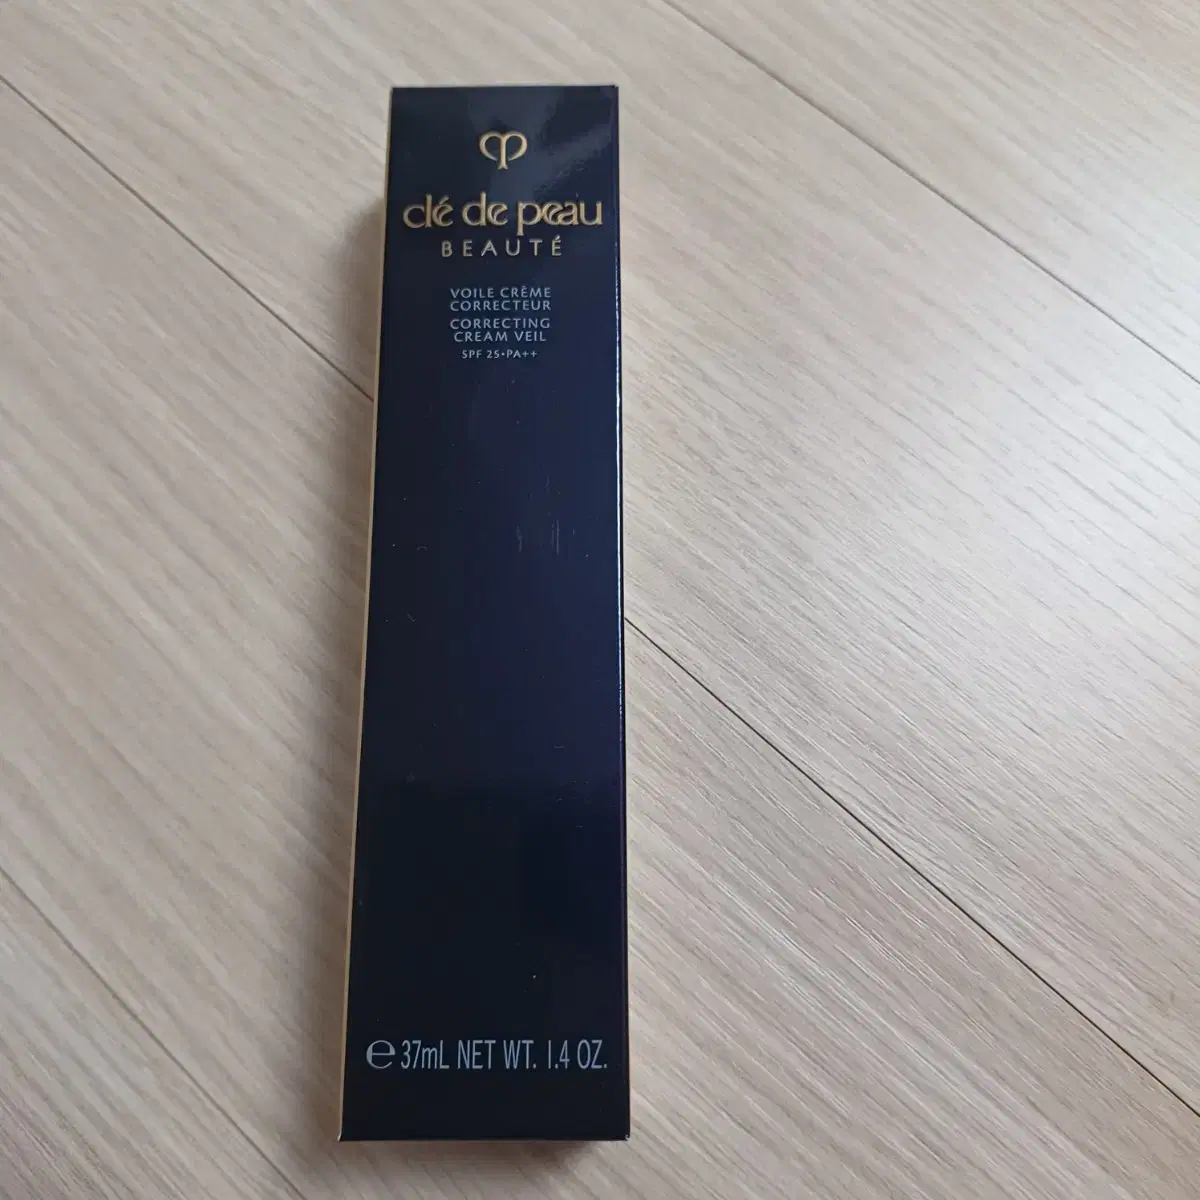 clé de peau
BEAUTÉ
VOILE CRÈME
CORRECTEUR
CORRECTING
CREAM VEIL
SPF 25•PA++
℮ 37mL NET WT. 1.4 OZ.